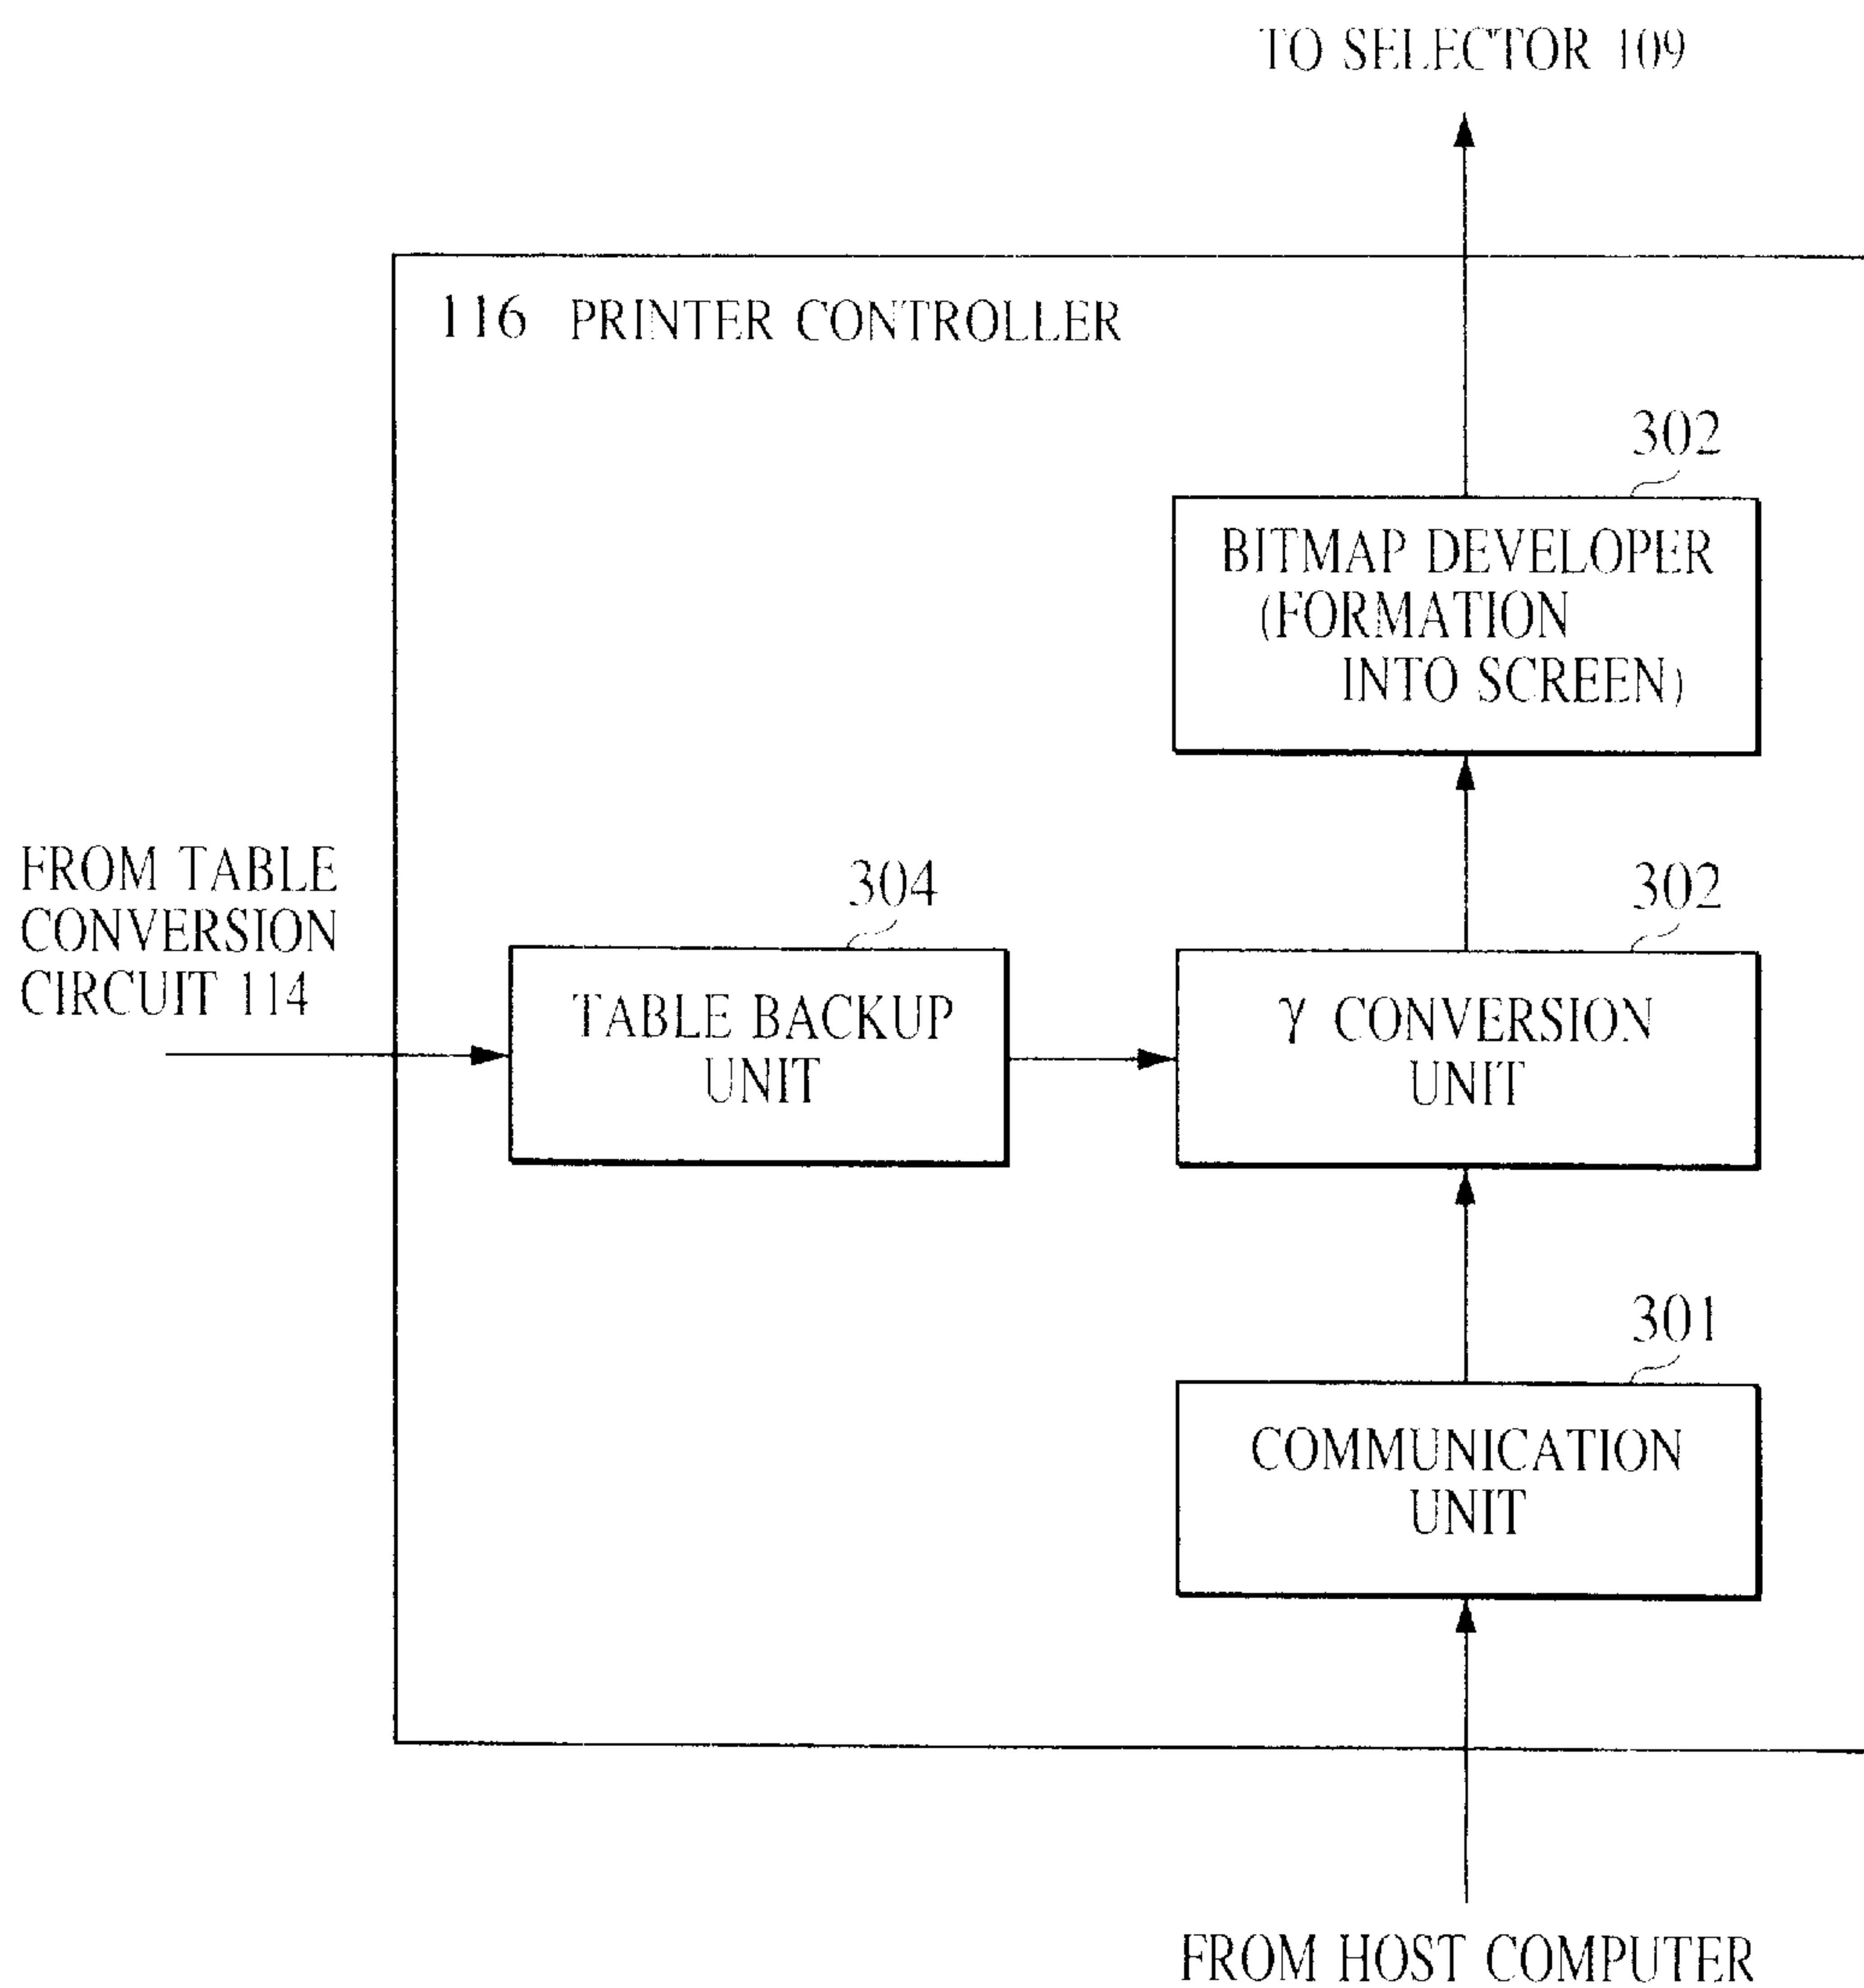 TO SELECTOR 109
116 PRINTER CONTROLLER
302
BITMAP DEVELOPER
(FORMATION
INTO SCREEN)
FROM TABLE
CONVERSION
CIRCUIT 114
304
TABLE BACKUP
UNIT
302
γ CONVERSION
UNIT
301
COMMUNICATION
UNIT
FROM HOST COMPUTER